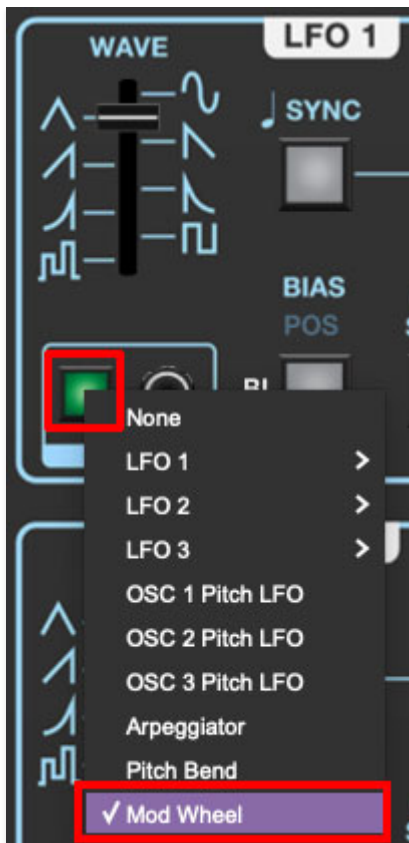 WAVE
LFO 1
SYNC
BIAS
POS
BI
None
LFO 1
LFO 2
LFO 3
OSC 1 Pitch LFO
OSC 2 Pitch LFO
OSC 3 Pitch LFO
Arpeggiator
Pitch Bend
Mod Wheel